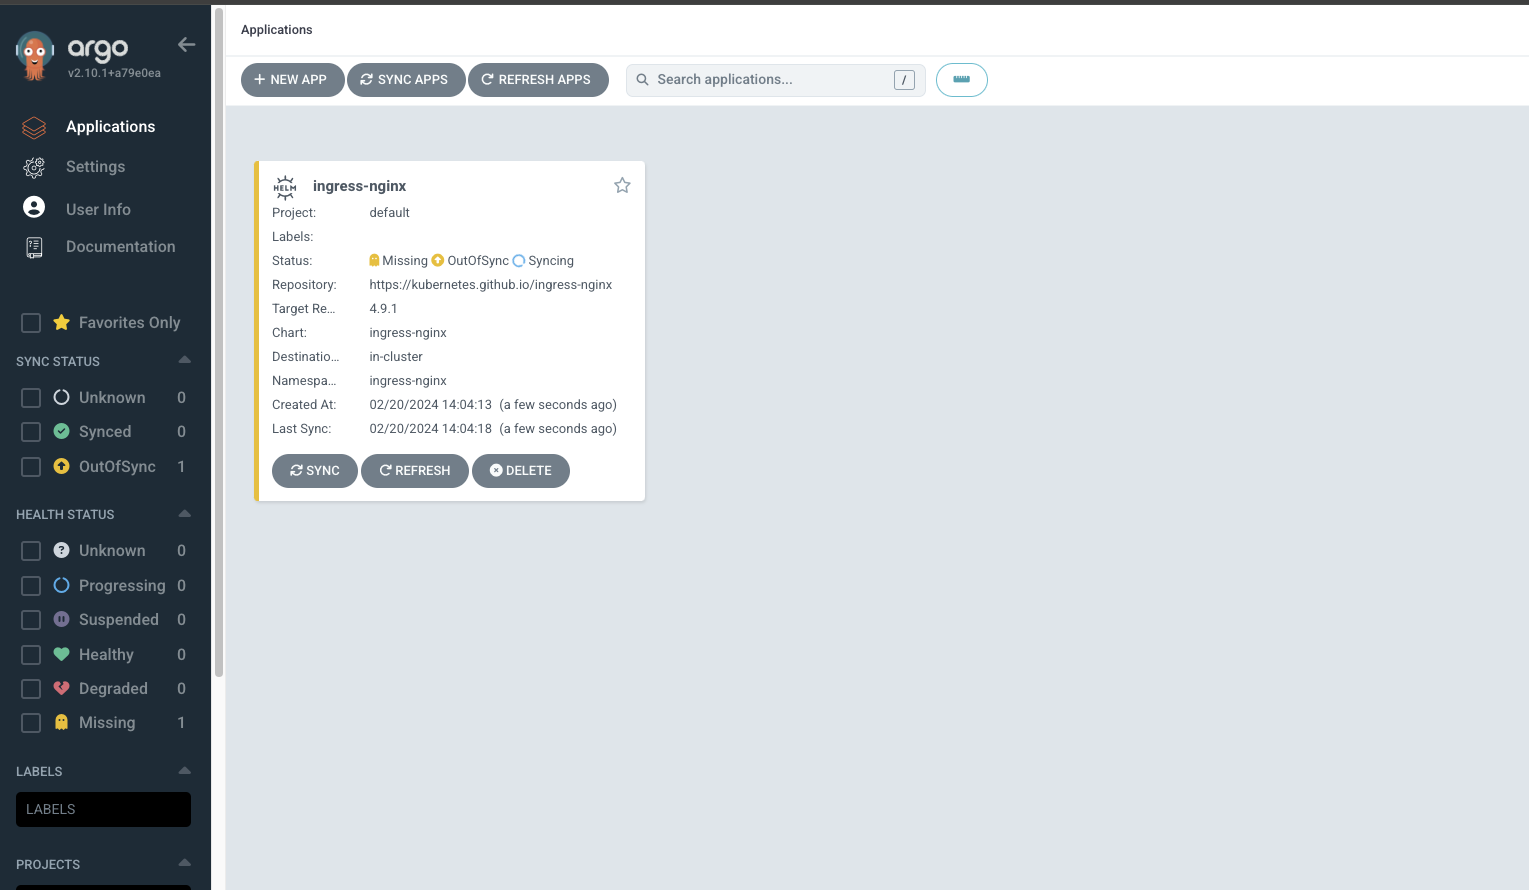 argo
v2.10.1+a79e0ea
Applications
Settings
User Info
Documentation
Favorites Only
SYNC STATUS
Unknown 0
Synced 0
OutOfSync 1
HEALTH STATUS
Unknown 0
Progressing 0
Suspended 0
Healthy 0
Degraded 0
Missing 1
LABELS
LABELS
PROJECTS
Applications
NEW APP SYNC APPS REFRESH APPS Search applications... /
HELM ingress-nginx
Project: default
Labels:
Status: Missing OutOfSync Syncing
Repository: https://kubernetes.github.io/ingress-nginx
Target Re... 4.9.1
Chart: ingress-nginx
Destinatio... in-cluster
Namespa... ingress-nginx
Created At: 02/20/2024 14:04:13 (a few seconds ago)
Last Sync: 02/20/2024 14:04:18 (a few seconds ago)
SYNC REFRESH DELETE